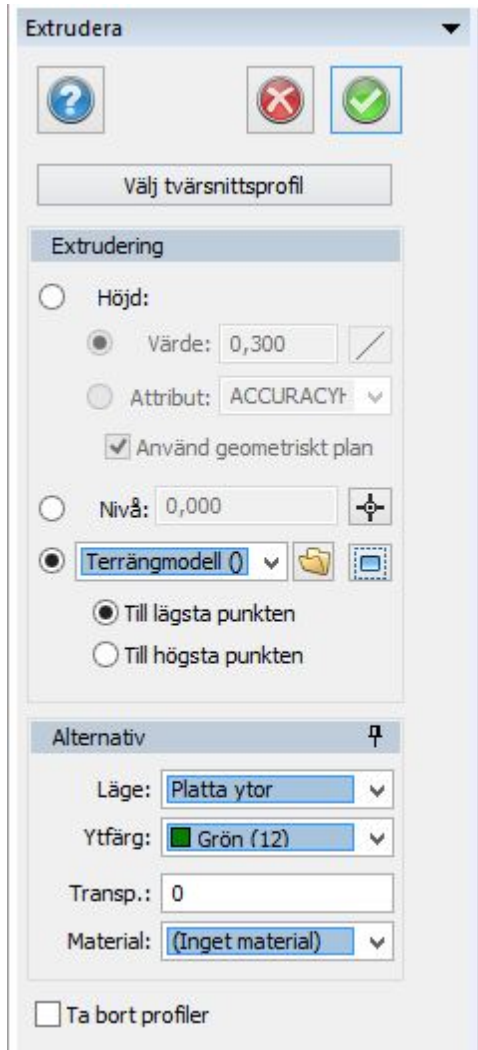 Extrudera
Välj tvärsnittsprofil
Extrudering
Höjd:
Värde: 0,300
Attribut: ACCURACYH
Använd geometriskt plan
Nivå: 0,000
Terrängmodell ()
Till lägsta punkten
Till högsta punkten
Alternativ
Läge: Platta ytor
Ytfärg: Grön (12)
Transp.: 0
Material: (Inget material)
Ta bort profiler